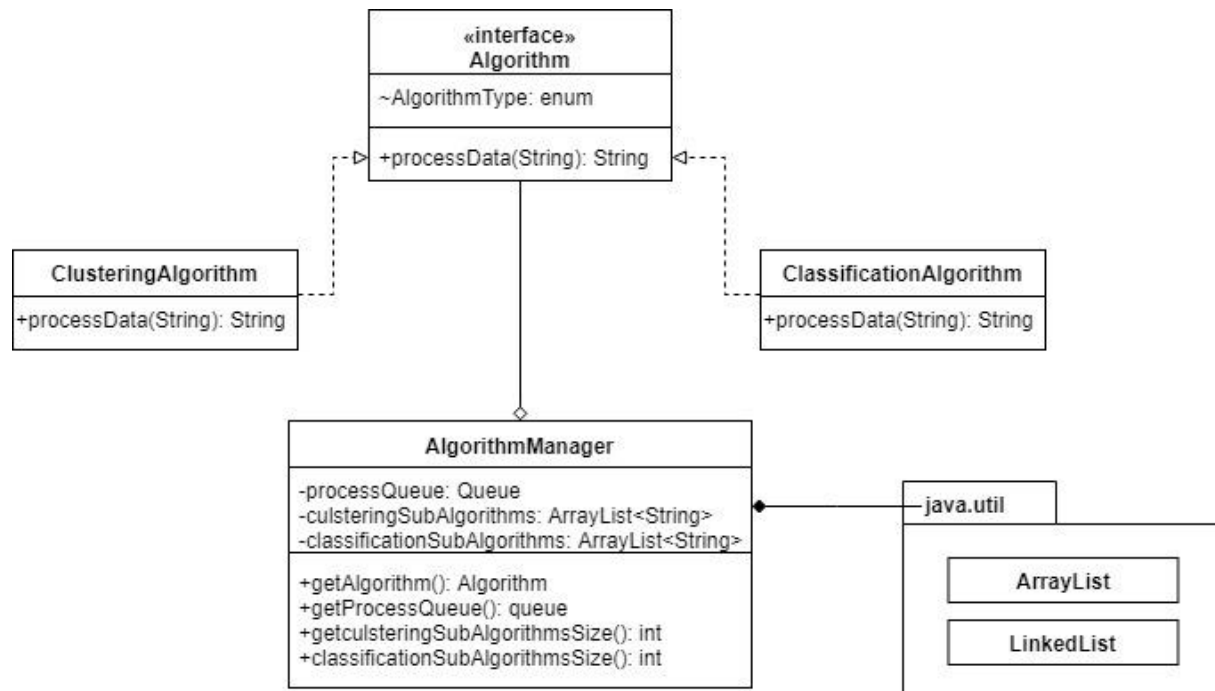 «interface»
Algorithm
~AlgorithmType: enum
+processData(String): String
ClusteringAlgorithm
+processData(String): String
ClassificationAlgorithm
+processData(String): String
AlgorithmManager
-processQueue: Queue
-culsteringSubAlgorithms: ArrayList<String>
-classificationSubAlgorithms: ArrayList<String>
+getAlgorithm(): Algorithm
+getProcessQueue(): queue
+getculsteringSubAlgorithmsSize(): int
+classificationSubAlgorithmsSize(): int
java.util
ArrayList
LinkedList